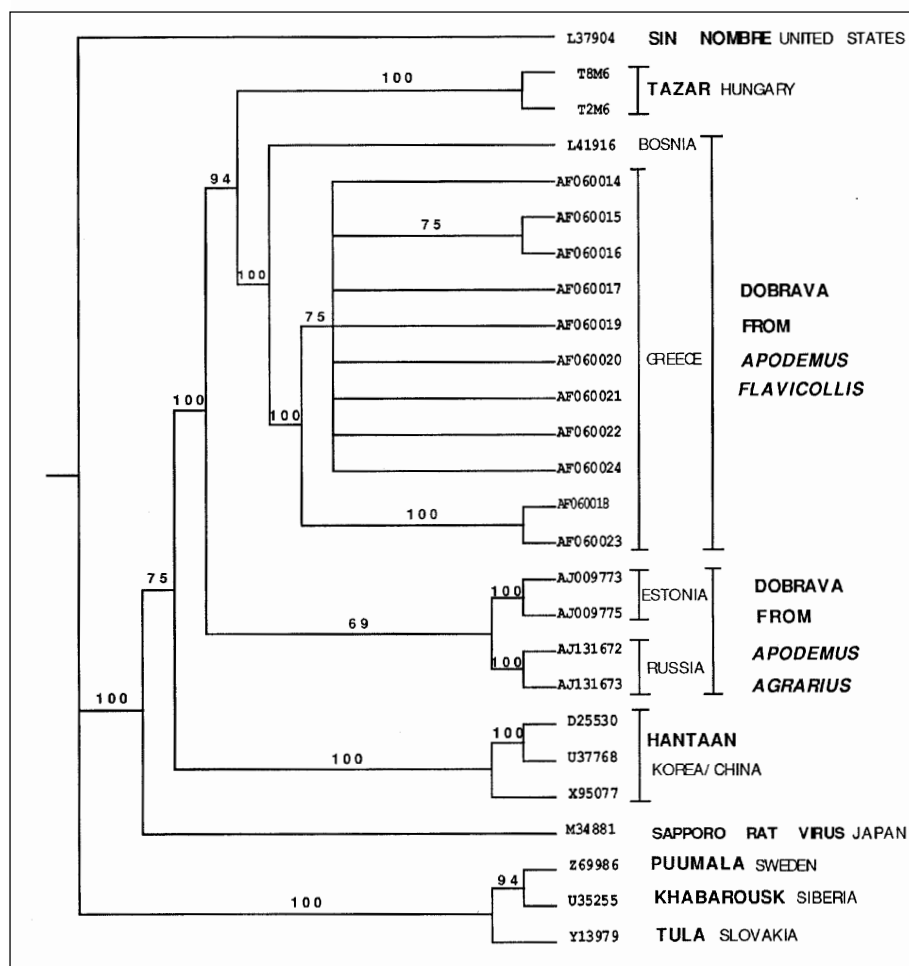 L37904 SIN NOMBRE UNITED STATES
T8M6
100
TAZAR HUNGARY
T2M6
L41916 BOSNIA
AF060014
94
AF060015
75
AF060016
100
AF060017
DOBRAVA
75
AF060019
FROM
AF060020
GREECE
APODEMUS
AF060021
FLAVICOLLIS
100
100
AF060022
AF060024
AF060018
100
AF060023
AJ009773
75
100
ESTONIA
DOBRAVA
AJ009775
FROM
69
AJ131672
APODEMUS
100
RUSSIA
AJ131673
AGRARIUS
100
D25530
100
HANTAAN
U37768
100
KOREA/ CHINA
X95077
M34881 SAPPORO RAT VIRUS JAPAN
Z69986 PUUMALA SWEDEN
94
U35255 KHABAROUSK SIBERIA
100
Y13979 TULA SLOVAKIA